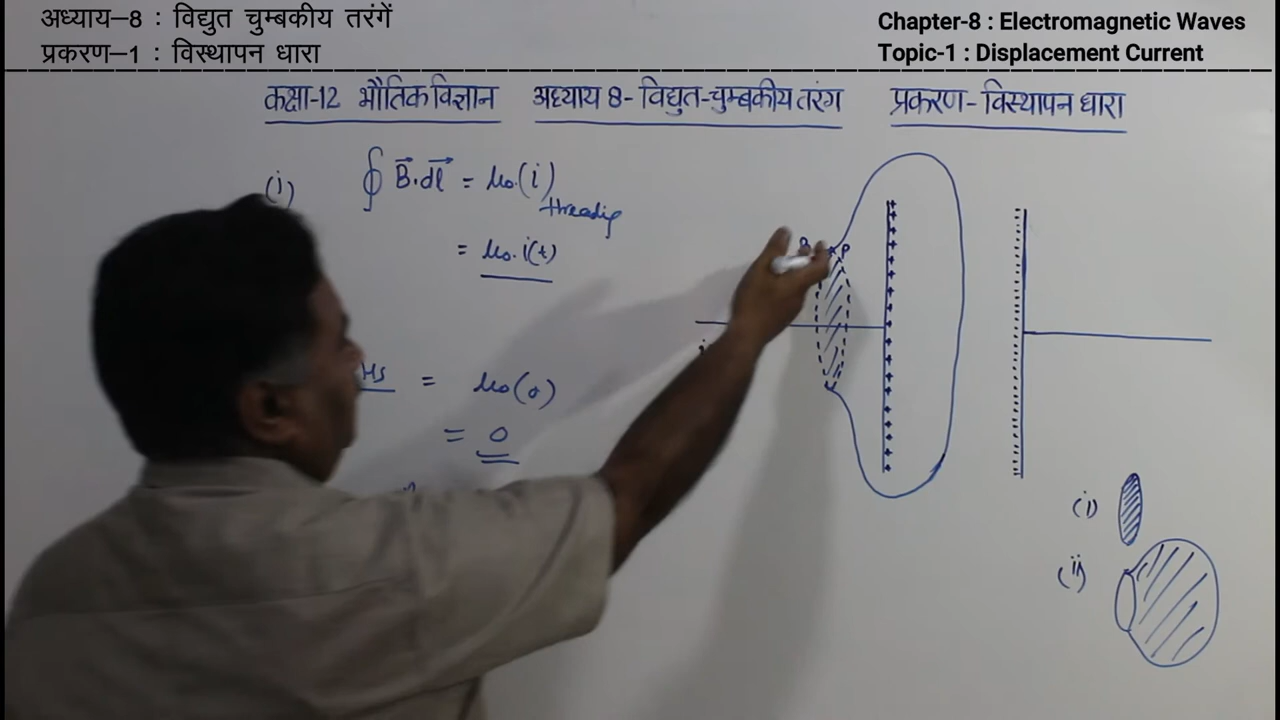 अध्याय–8 : विद्युत चुम्बकीय तरंगें
प्रकरण–1 : विस्थापन धारा
Chapter-8 : Electromagnetic Waves
Topic-1 : Displacement Current
कक्षा-12 भौतिक विज्ञान अध्याय 8- विद्युत-चुम्बकीय तरंग प्रकरण- विस्थापन धारा
(i) ∮ B⃗.dl⃗ = μ₀.(i)
= μ₀.i(t)
= μ₀(0)
= 0
P
(i)
(ii)